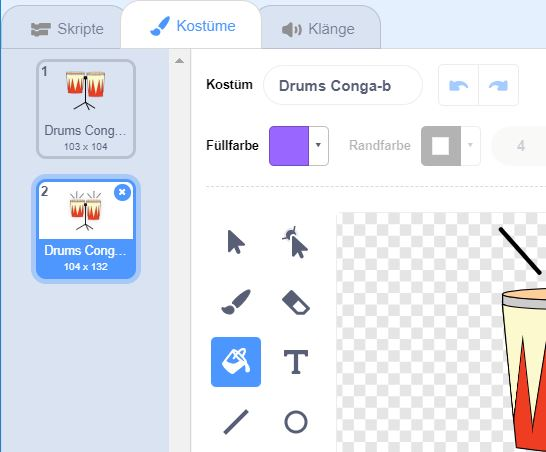 Skripte
Kostüme
Klänge
1
Drums Cong...
103 x 104
2
Drums Cong...
104 x 132
Kostüm
Drums Conga-b
Füllfarbe
Randfarbe
4
T